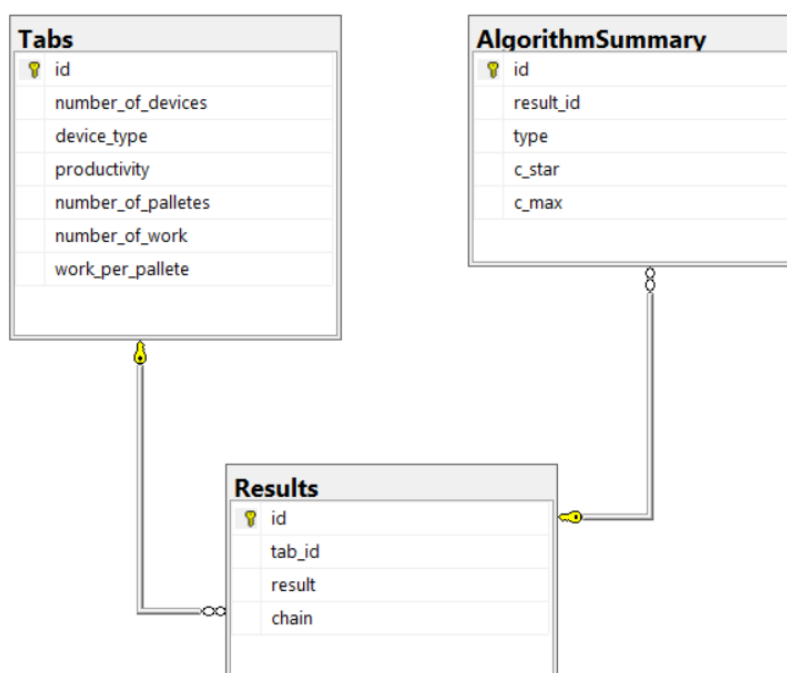 Tabs
id
number_of_devices
device_type
productivity
number_of_palletes
number_of_work
work_per_pallete
AlgorithmSummary
id
result_id
type
c_star
c_max
Results
id
tab_id
result
chain